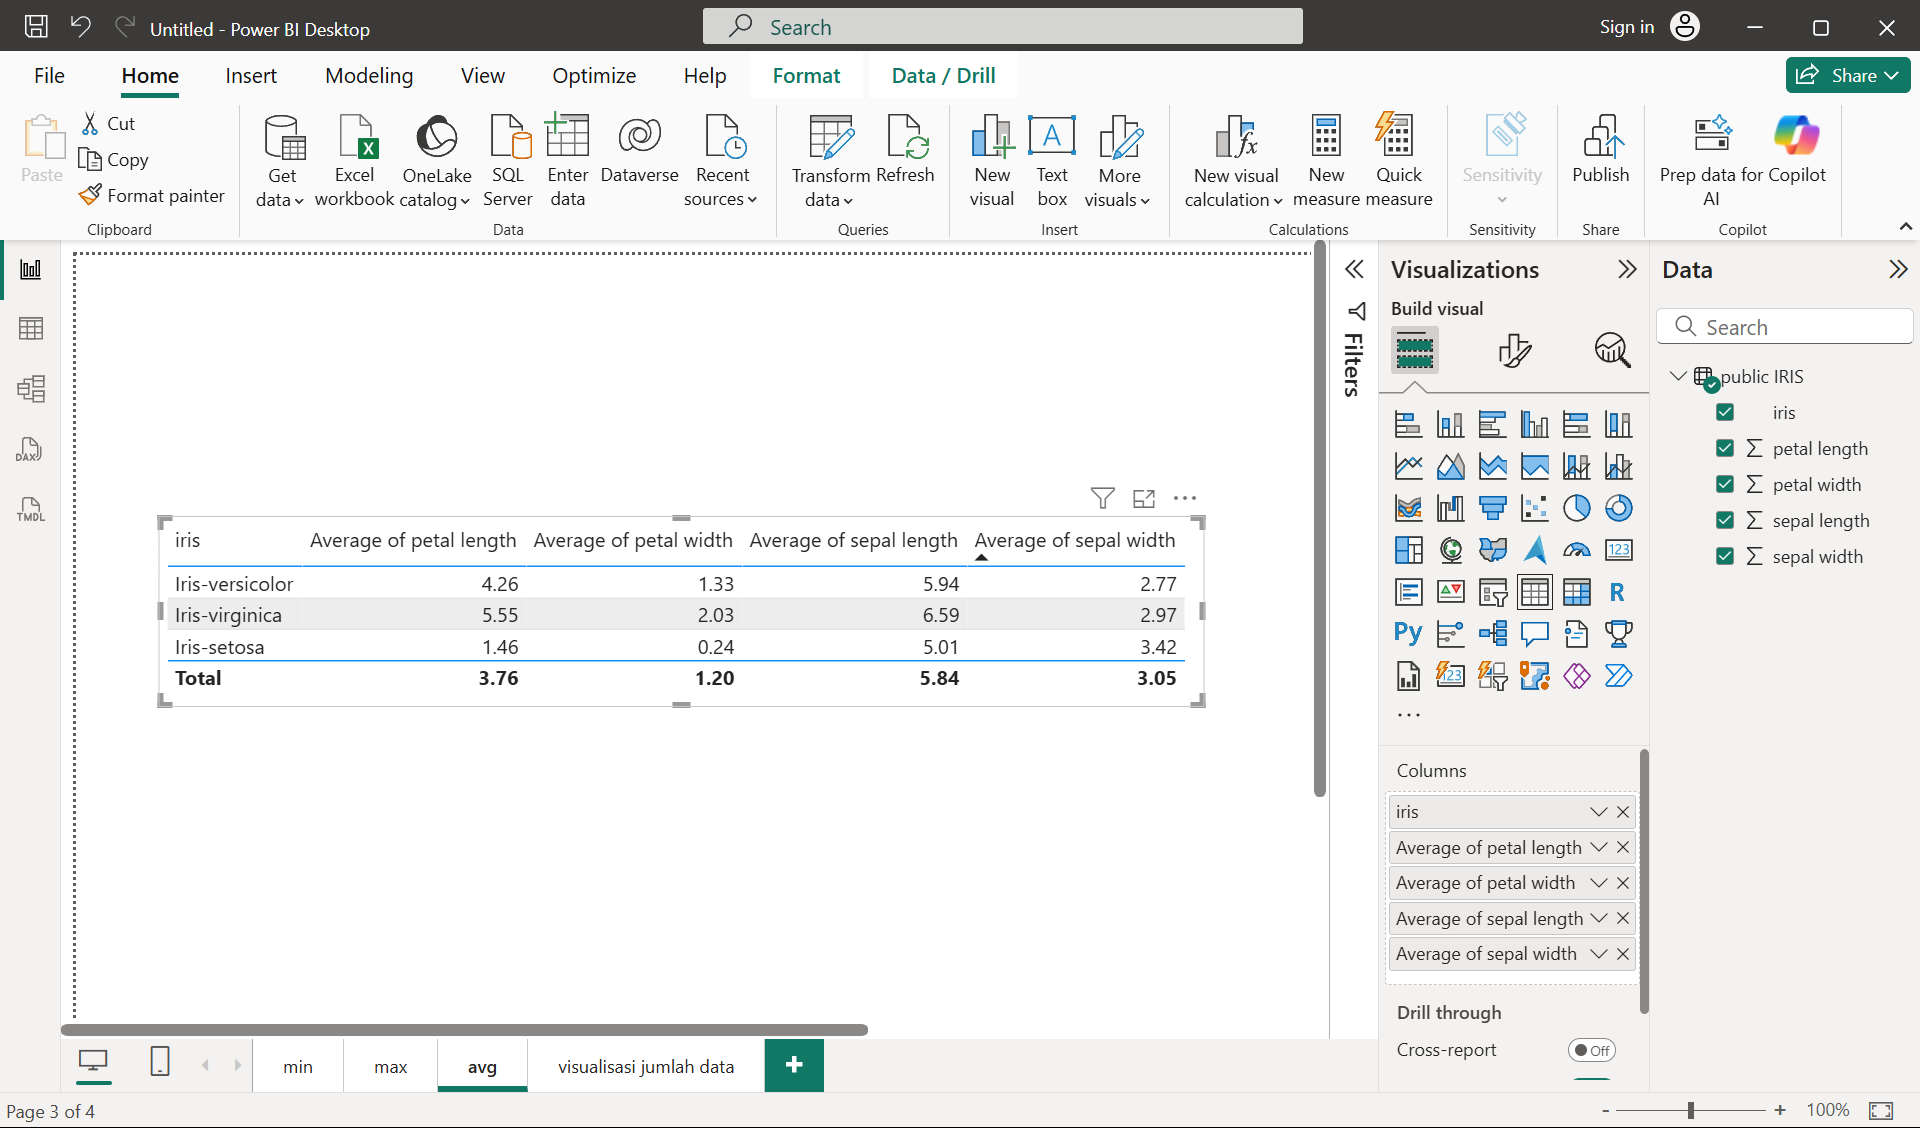 Untitled - Power BI Desktop
Search
Sign in
File Home Insert Modeling View Optimize Help Format Data / Drill
Share
Paste
Cut
Copy
Format painter
Clipboard
Get data
Excel workbook
OneLake catalog
SQL Server
Enter data
Dataverse
Recent sources
Data
Transform data
Refresh
Queries
New visual
Text box
More visuals
Insert
New visual calculation
New measure
Quick measure
Calculations
Sensitivity
Sensitivity
Publish
Share
Prep data for AI
Copilot
Copilot
DAX
TMDL
iris Average of petal length Average of petal width Average of sepal length Average of sepal width
Iris-versicolor 4.26 1.33 5.94 2.77
Iris-virginica 5.55 2.03 6.59 2.97
Iris-setosa 1.46 0.24 5.01 3.42
Total 3.76 1.20 5.84 3.05
Filters
Visualizations
Build visual
123
R
Py
123
Columns
iris
Average of petal length
Average of petal width
Average of sepal length
Average of sepal width
Drill through
Cross-report
Off
Data
Search
public IRIS
iris
petal length
petal width
sepal length
sepal width
min max avg visualisasi jumlah data +
Page 3 of 4
- + 100%